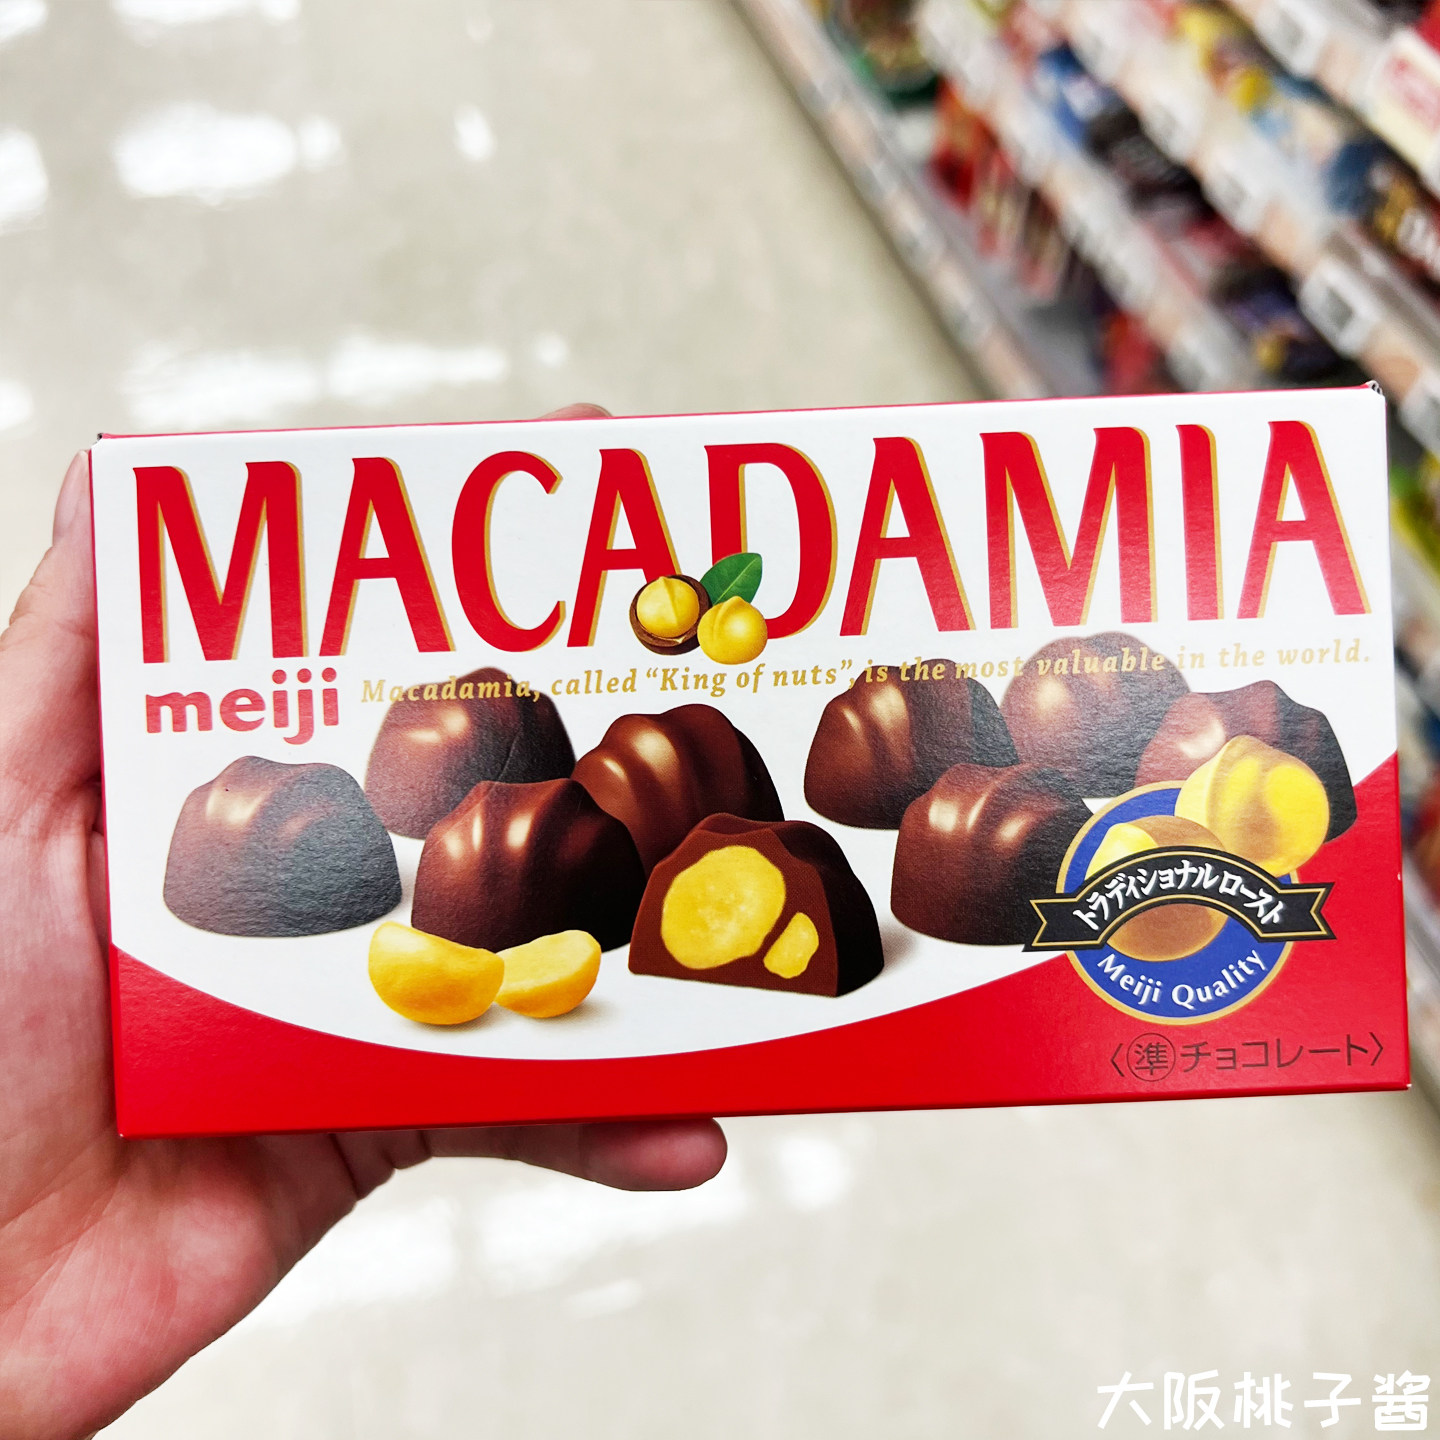 MACADAMIA
meiji
Macadamia, called “King of nuts”, is the most valuable in the world.
トラディショナルロースト
Meiji Quality
〈㊜チョコレート〉
大阪桃子酱